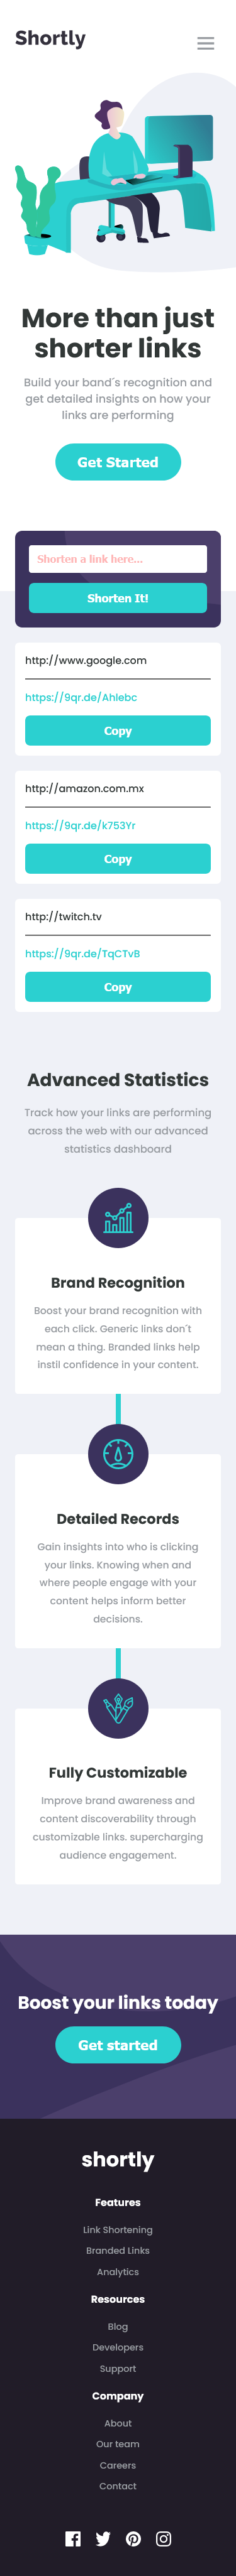 Shortly
More than just
shorter links
Build your band´s recognition and
get detailed insights on how your
links are performing
Get Started
Shorten a link here...
Shorten It!
http://www.google.com
https://9qr.de/Ahlebc
Copy
http://amazon.com.mx
https://9qr.de/k753Yr
Copy
http://twitch.tv
https://9qr.de/TqCTvB
Copy
Advanced Statistics
Track how your links are performing
across the web with our advanced
statistics dashboard
Brand Recognition
Boost your brand recognition with
each click. Generic links don´t
mean a thing. Branded links help
instil confidence in your content.
Detailed Records
Gain insights into who is clicking
your links. Knowing when and
where people engage with your
content helps inform better
decisions.
Fully Customizable
Improve brand awareness and
content discoverability through
customizable links. supercharging
audience engagement.
Boost your links today
Get started
shortly
Features
Link Shortening
Branded Links
Analytics
Resources
Blog
Developers
Support
Company
About
Our team
Careers
Contact